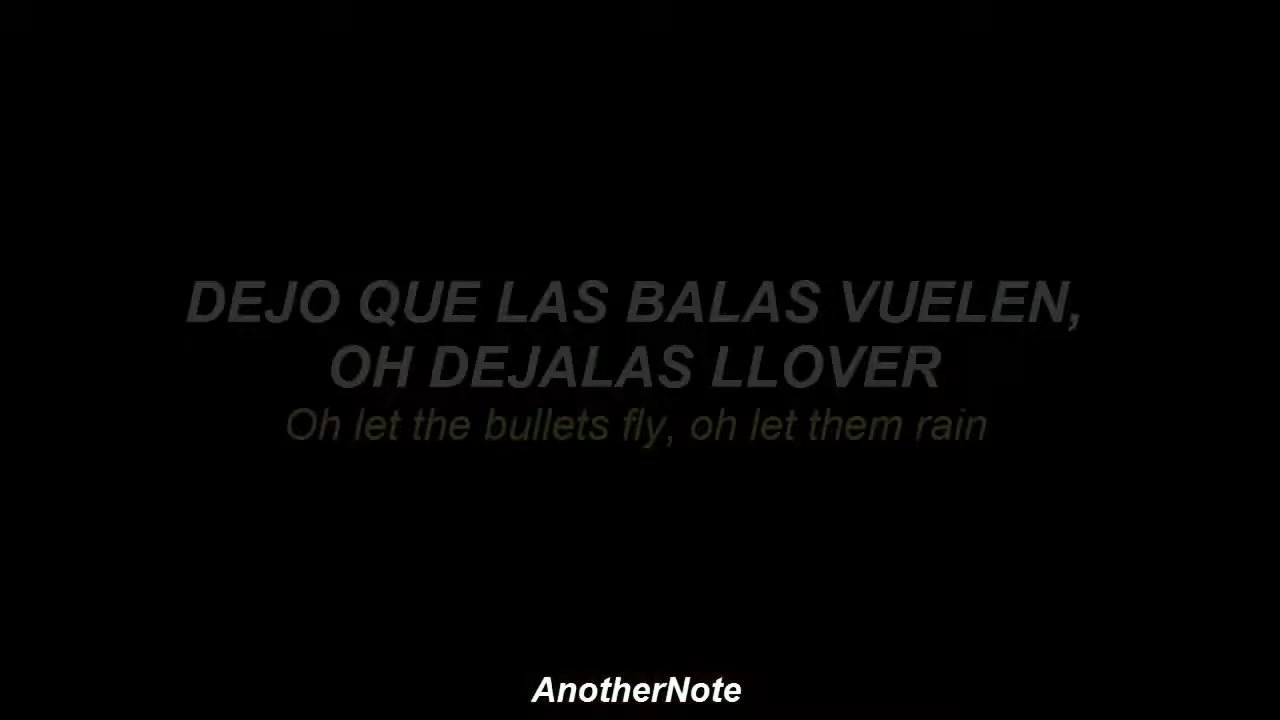 DEJO QUE LAS BALAS VUELEN,
OH DEJALAS LLOVER
Oh let the bullets fly, oh let them rain
AnotherNote